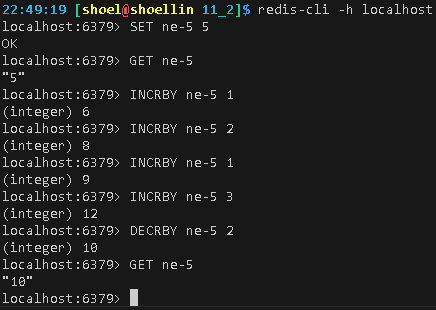 22:49:19 [shoel@shoellin 11_2]$ redis-cli -h localhost
localhost:6379> SET ne-5 5
OK
localhost:6379> GET ne-5
"5"
localhost:6379> INCRBY ne-5 1
(integer) 6
localhost:6379> INCRBY ne-5 2
(integer) 8
localhost:6379> INCRBY ne-5 1
(integer) 9
localhost:6379> INCRBY ne-5 3
(integer) 12
localhost:6379> DECRBY ne-5 2
(integer) 10
localhost:6379> GET ne-5
"10"
localhost:6379>